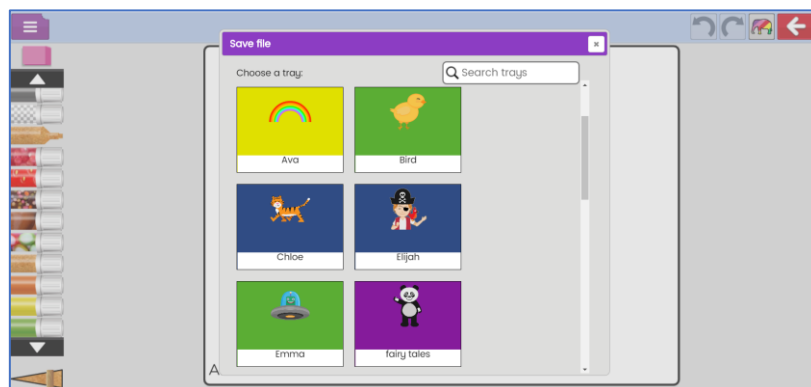 Save file
Choose a tray:
Search trays
Ava
Bird
Chloe
Elijah
Emma
fairy tales
A